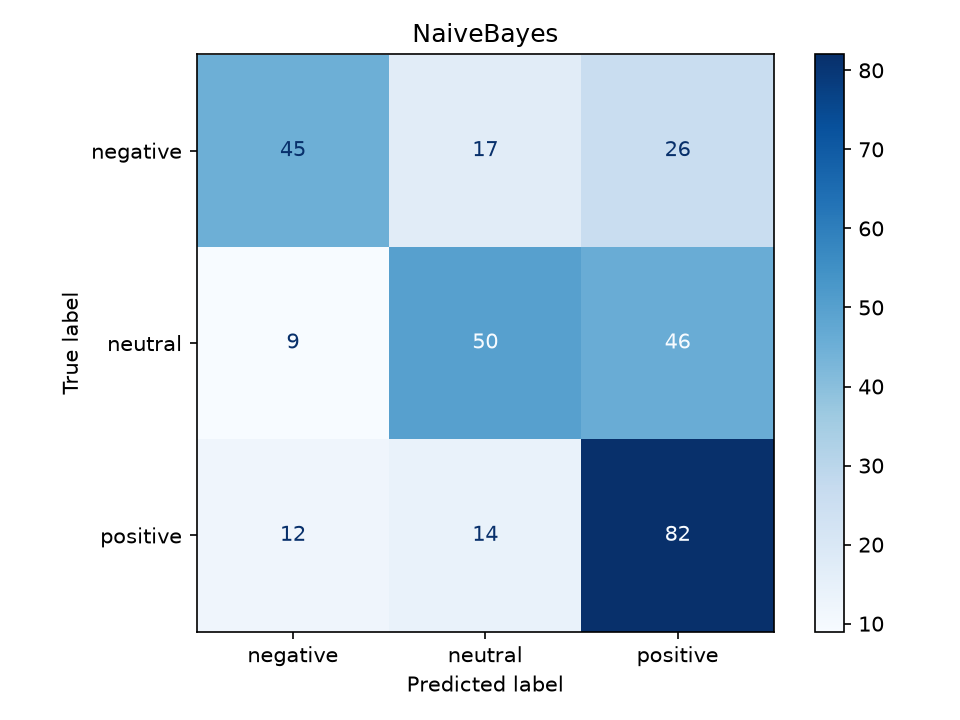 NaiveBayes
negative 45 17 26
neutral 9 50 46
positive 12 14 82
negative neutral positive
Predicted label
True label
80
70
60
50
40
30
20
10